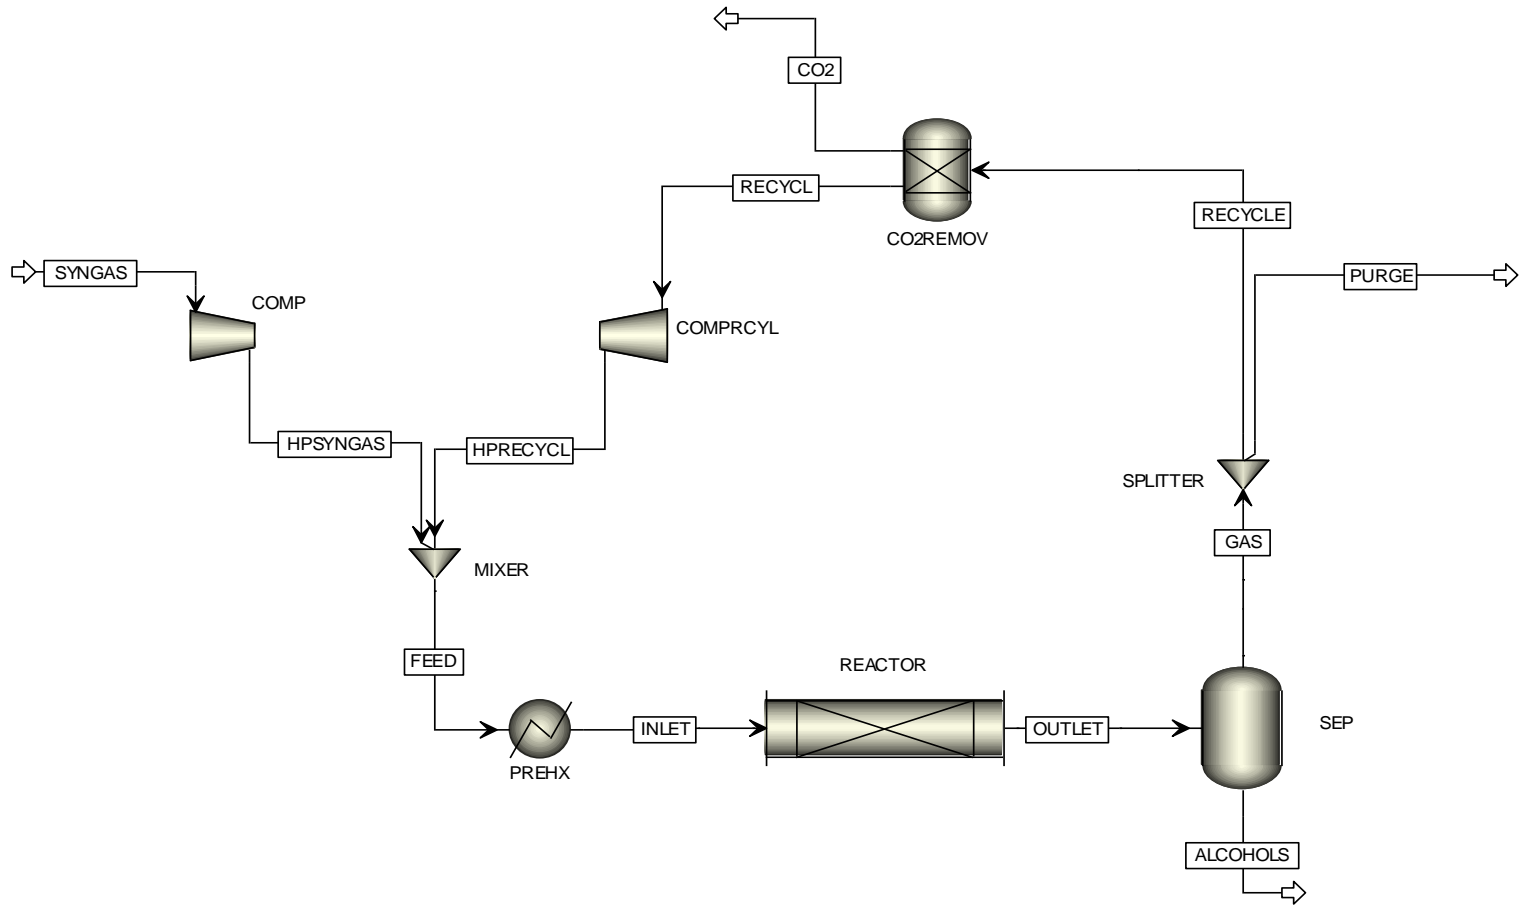 CO2
RECYCL
CO2REMOV
RECYCLE
SYNGAS
PURGE
COMP
COMPRCYL
HPSYNGAS
HPRECYCL
SPLITTER
GAS
MIXER
FEED
REACTOR
INLET
OUTLET
SEP
PREHX
ALCOHOLS